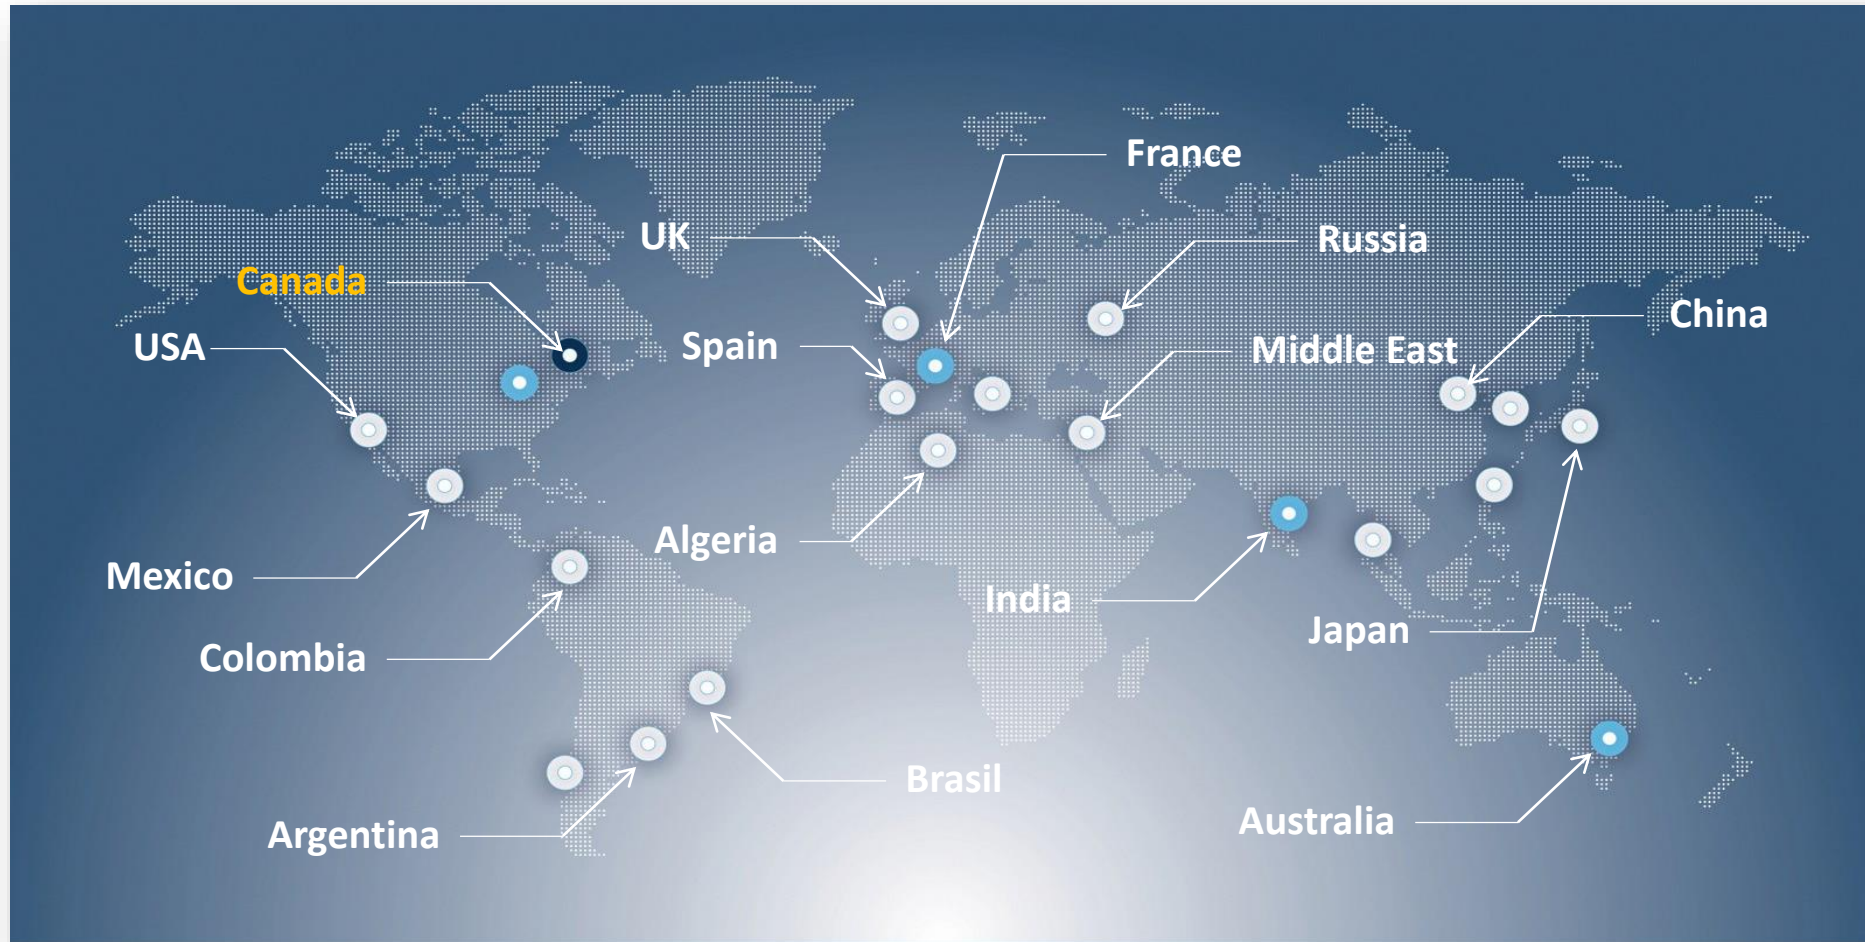 France
UK
Russia
Canada
China
USA
Spain
Middle East
Algeria
Mexico
India
Japan
Colombia
Brasil
Argentina
Australia